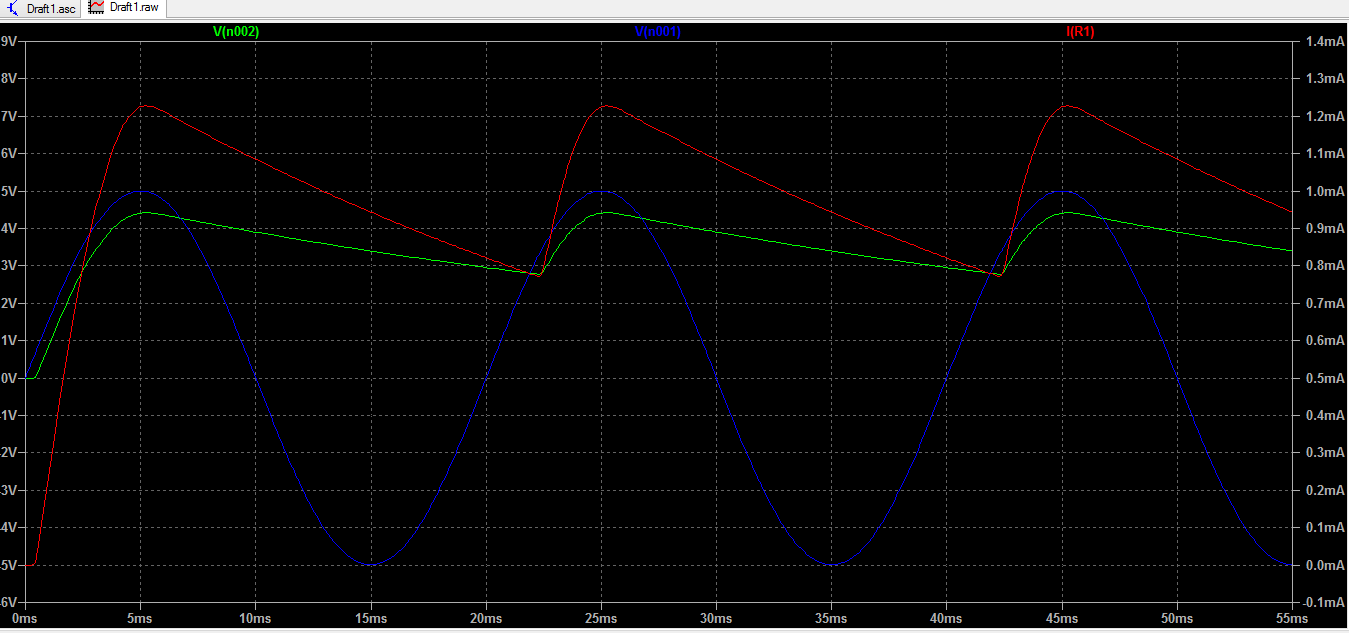 Draft1.asc Draft1.raw
V(n002) V(n001) I(R1)
9V 1.4mA
8V 1.3mA
7V 1.2mA
6V 1.1mA
5V 1.0mA
4V 0.9mA
3V 0.8mA
2V 0.7mA
1V 0.6mA
0V 0.5mA
-1V 0.4mA
-2V 0.3mA
-3V 0.2mA
-4V 0.1mA
-5V 0.0mA
-6V -0.1mA
0ms 5ms 10ms 15ms 20ms 25ms 30ms 35ms 40ms 45ms 50ms 55ms